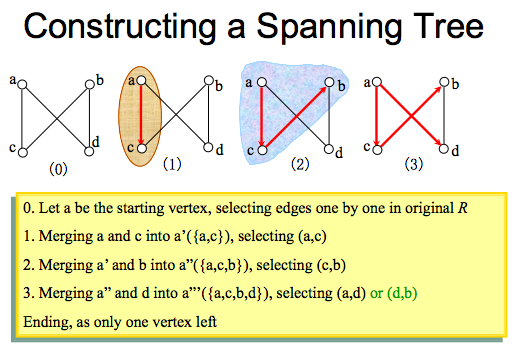 Constructing a Spanning Tree
a b a b a b a b
c d c d c d c d
(0) (1) (2) (3)
0. Let a be the starting vertex, selecting edges one by one in original R
1. Merging a and c into a’({a,c}), selecting (a,c)
2. Merging a’ and b into a”({a,c,b}), selecting (c,b)
3. Merging a” and d into a”’({a,c,b,d}), selecting (a,d) or (d,b)
Ending, as only one vertex left